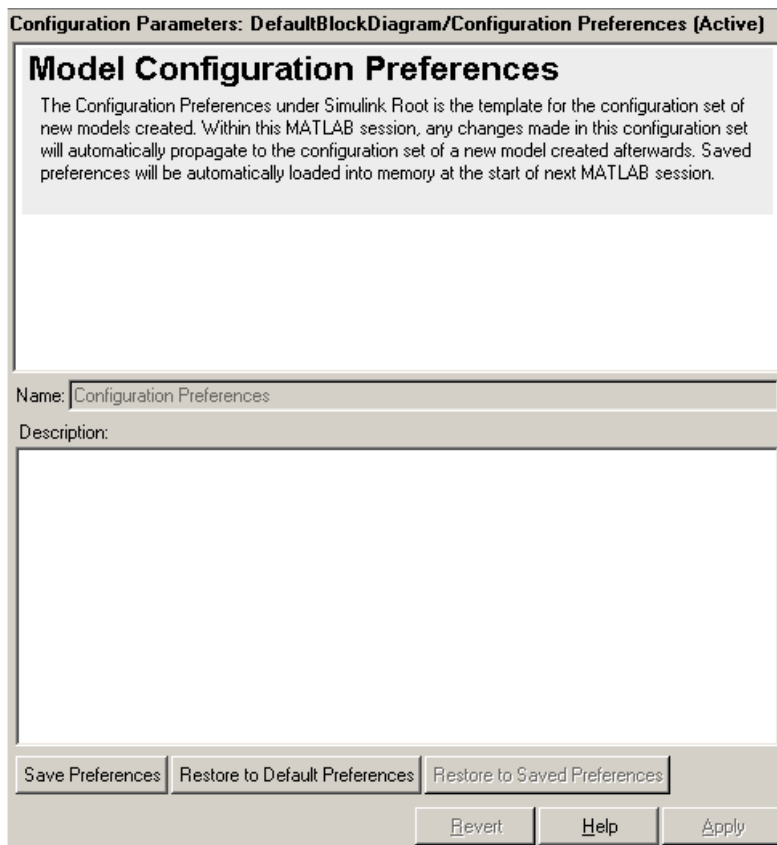 Configuration Parameters: DefaultBlockDiagram/Configuration Preferences (Active)
Model Configuration Preferences
The Configuration Preferences under Simulink Root is the template for the configuration set of
new models created. Within this MATLAB session, any changes made in this configuration set
will automatically propagate to the configuration set of a new model created afterwards. Saved
preferences will be automatically loaded into memory at the start of next MATLAB session.
Name: Configuration Preferences
Description:
Save Preferences Restore to Default Preferences Restore to Saved Preferences
Revert Help Apply